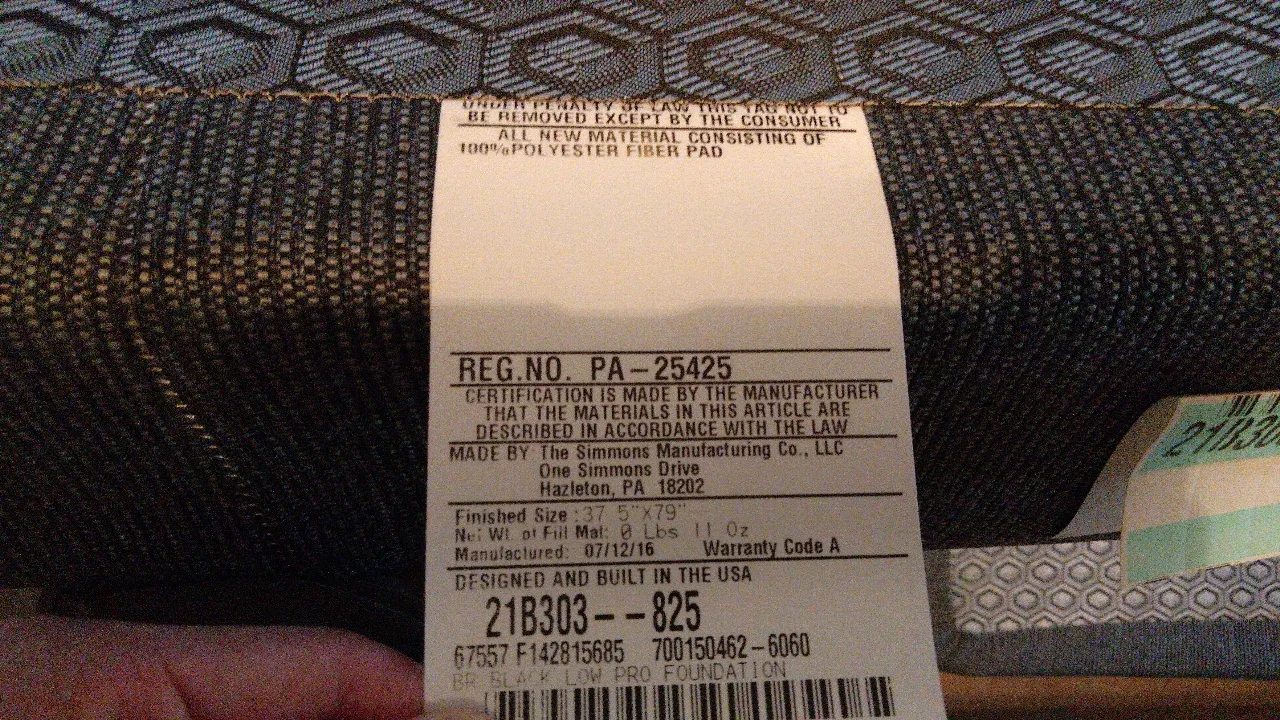 UNDER PENALTY OF LAW THIS TAG NOT TO
BE REMOVED EXCEPT BY THE CONSUMER
ALL NEW MATERIAL CONSISTING OF
100% POLYESTER FIBER PAD
REG.NO. PA-25425
CERTIFICATION IS MADE BY THE MANUFACTURER
THAT THE MATERIALS IN THIS ARTICLE ARE
DESCRIBED IN ACCORDANCE WITH THE LAW
MADE BY The Simmons Manufacturing Co., LLC
One Simmons Drive
Hazleton, PA 18202
Finished Size :37 5"X79"
Net Wt. of Fill Mat: 0 Lbs 11 Oz
Manufactured: 07/12/16 Warranty Code A
DESIGNED AND BUILT IN THE USA
21B303--825
67557 F142815685 700150462-6060
BR BLACK LOW PRO FOUNDATION
21B30